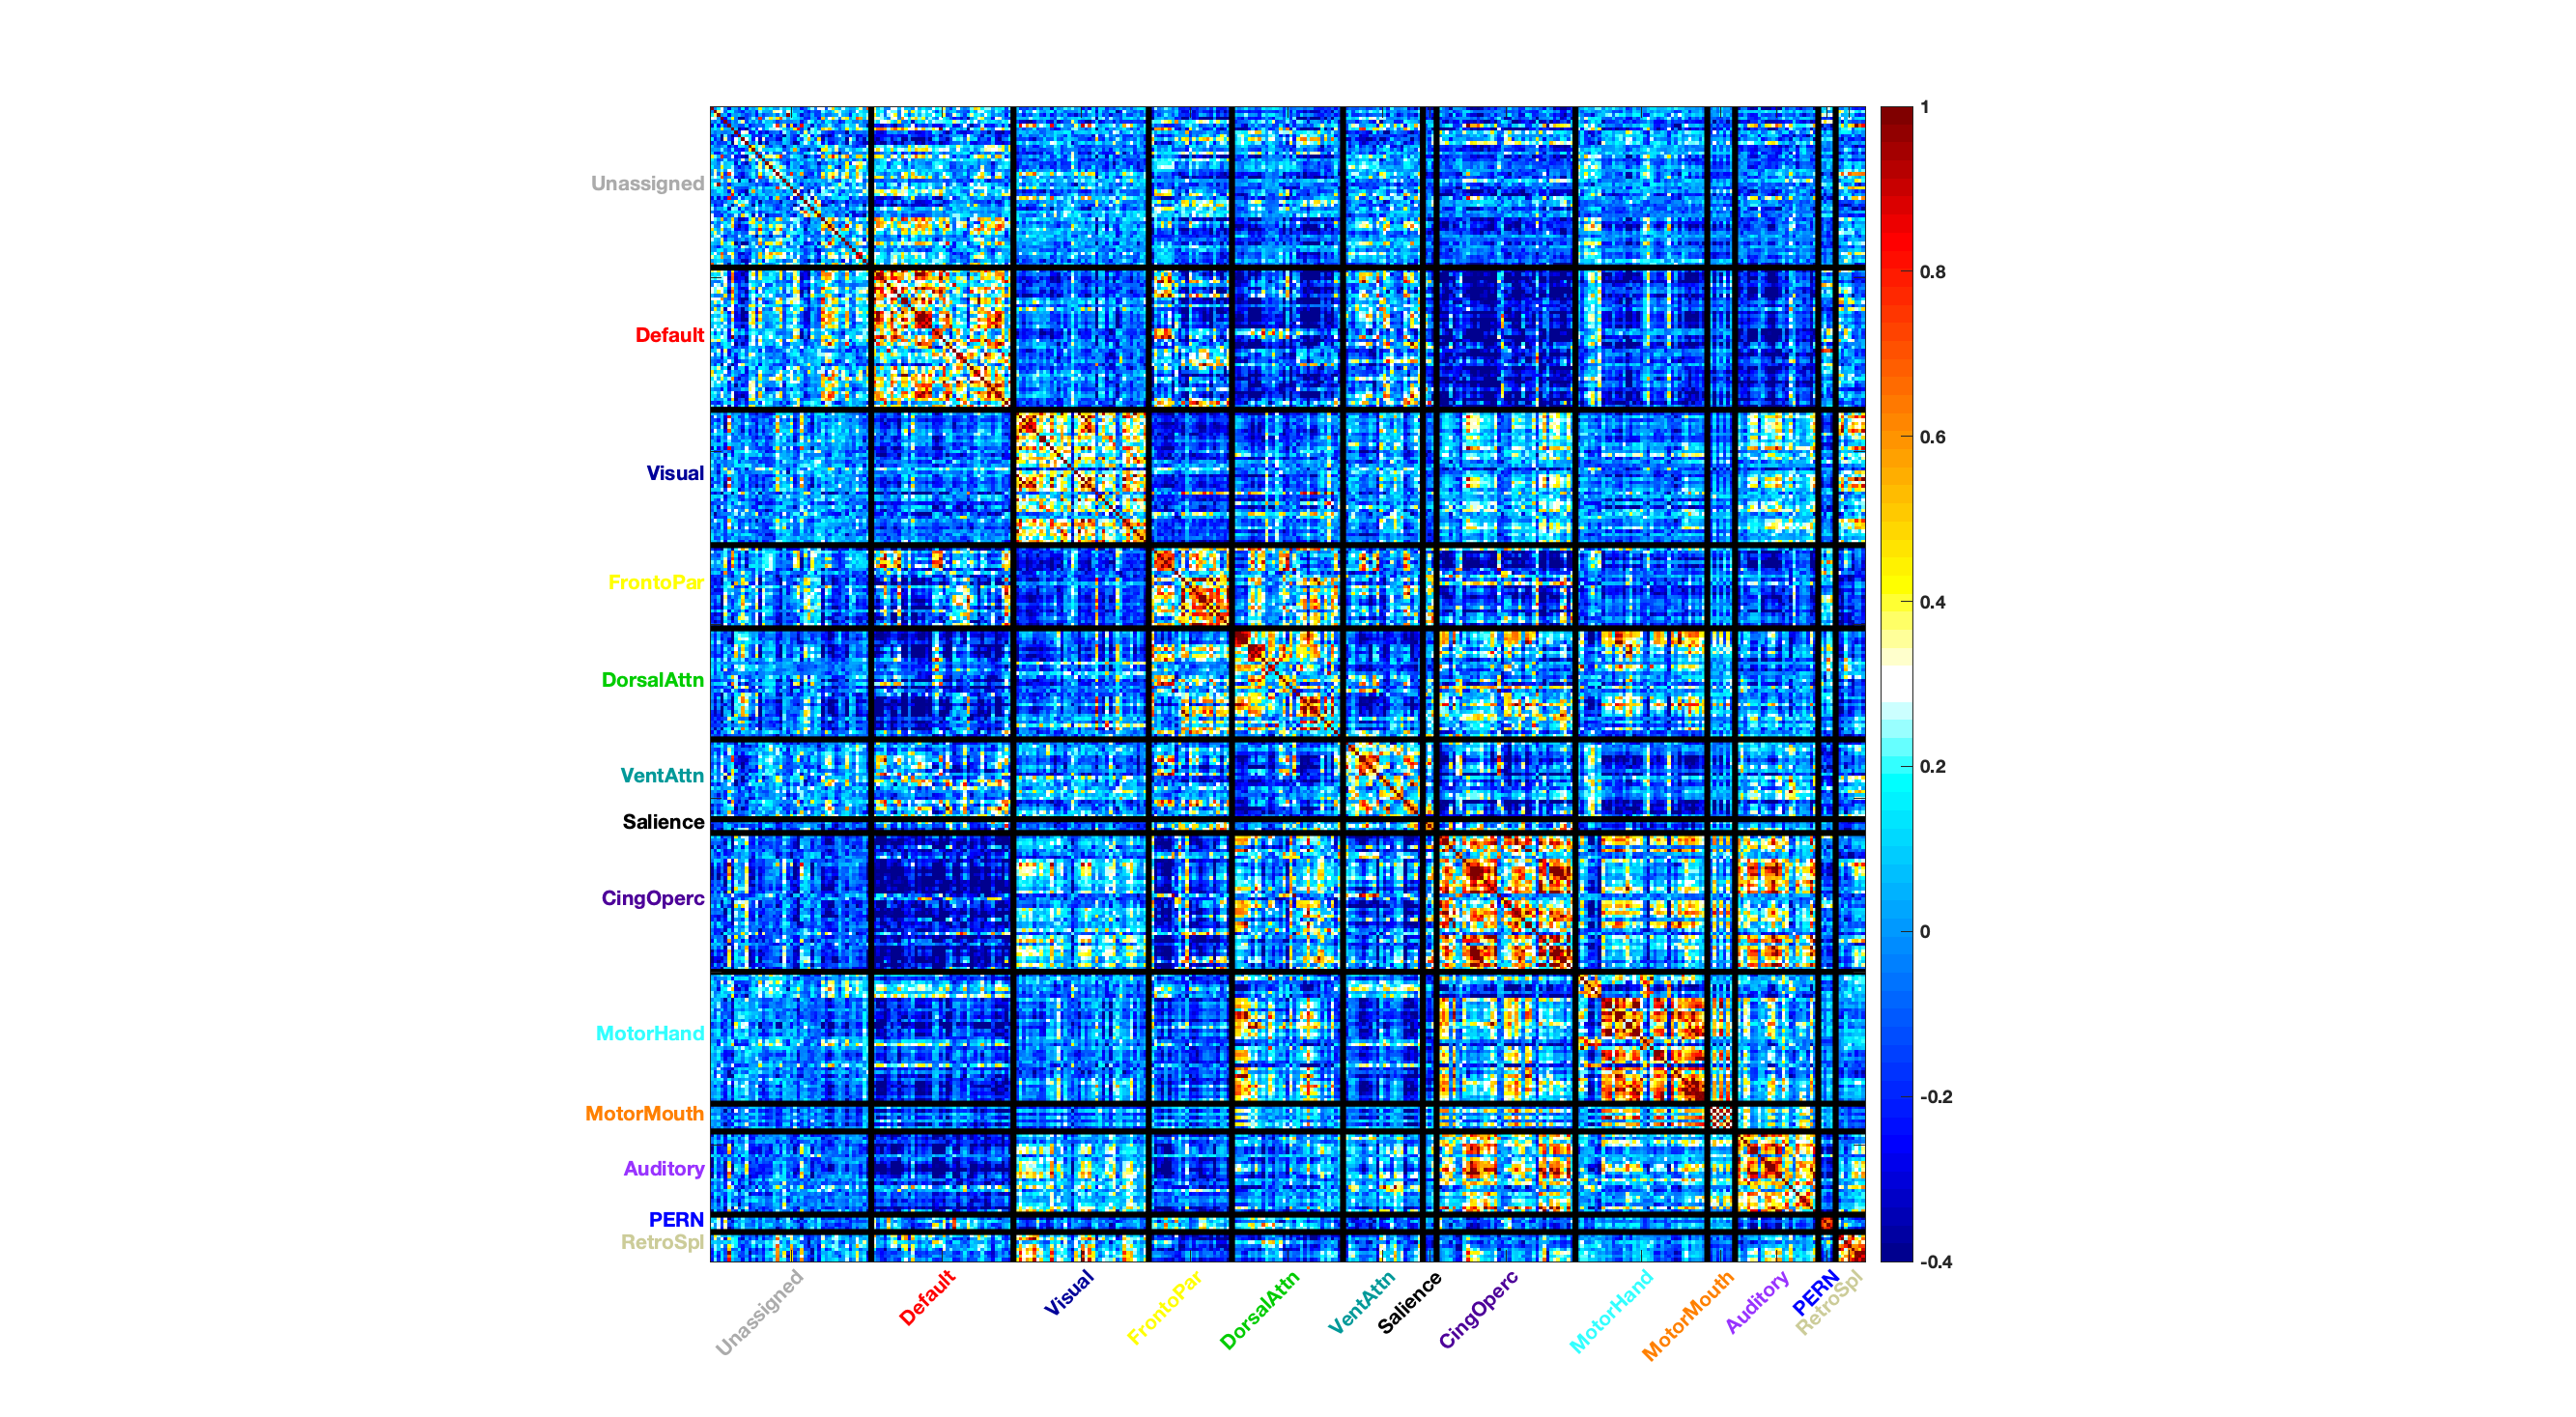 Unassigned
Default
Visual
FrontoPar
DorsalAttn
VentAttn
Salience
CingOperc
MotorHand
MotorMouth
Auditory
PERN
RetroSpl
Unassigned
Default
Visual
FrontoPar
DorsalAttn
VentAttn
Salience
CingOperc
MotorHand
MotorMouth
Auditory
PERN
RetroSpl
1
0.8
0.6
0.4
0.2
0
-0.2
-0.4